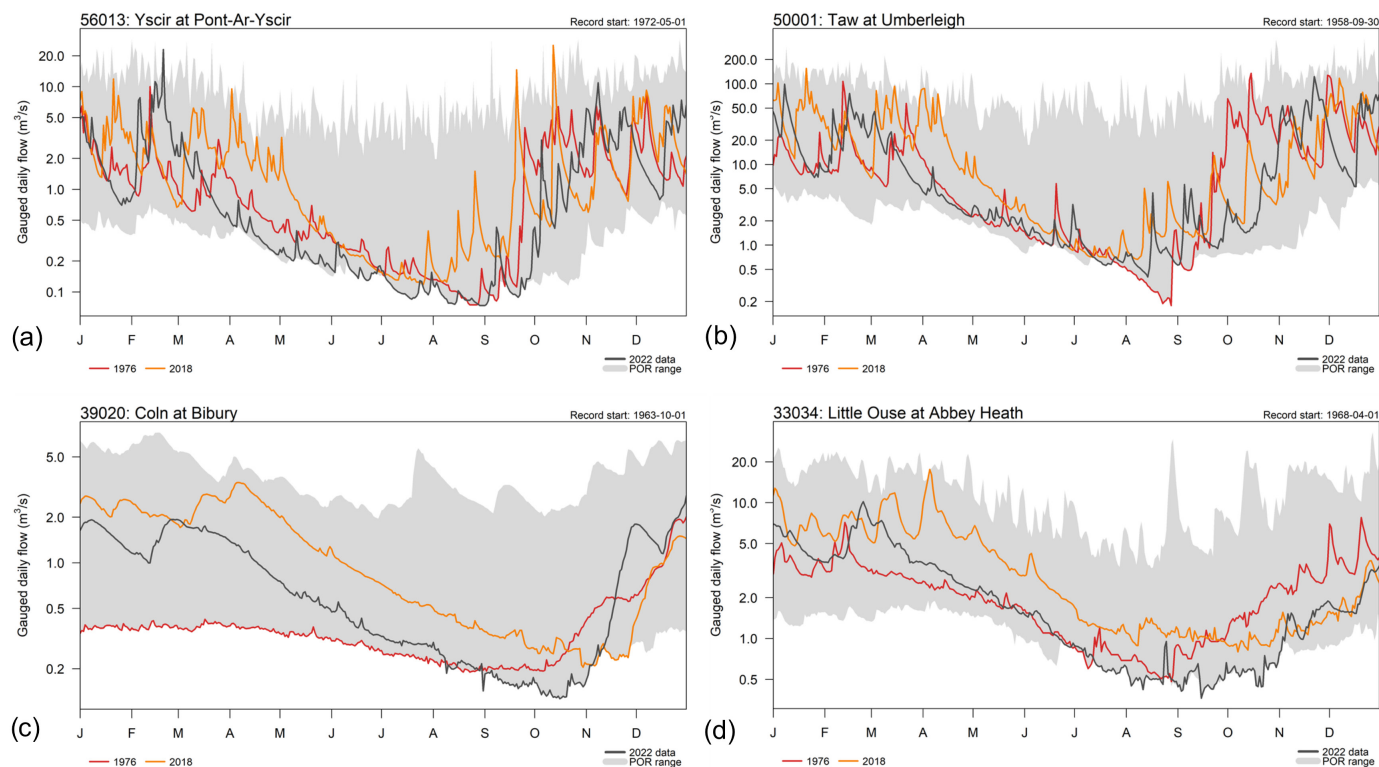 56013: Yscir at Pont-Ar-Yscir
Record start: 1972-05-01
Gauged daily flow (m³/s)
20.0
10.0
5.0
2.0
1.0
0.5
0.2
0.1
J F M A M J J A S O N D
(a)
1976
2018
2022 data
POR range
50001: Taw at Umberleigh
Record start: 1958-09-30
Gauged daily flow (m³/s)
200.0
100.0
50.0
20.0
10.0
5.0
2.0
1.0
0.5
0.2
J F M A M J J A S O N D
(b)
1976
2018
2022 data
POR range
39020: Coln at Bibury
Record start: 1963-10-01
Gauged daily flow (m³/s)
5.0
2.0
1.0
0.5
0.2
J F M A M J J A S O N D
(c)
1976
2018
2022 data
POR range
33034: Little Ouse at Abbey Heath
Record start: 1968-04-01
Gauged daily flow (m³/s)
20.0
10.0
5.0
2.0
1.0
0.5
J F M A M J J A S O N D
(d)
1976
2018
2022 data
POR range